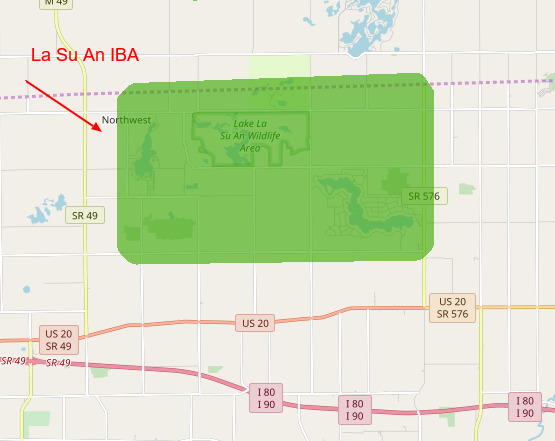 M 49
La Su An IBA
Northwest
Lake La
Su An Wildlife
Area
SR 576
SR 49
US 20
SR 576
US 20
US 20
SR 49
SR 49
SR 49
I 80
I 90
I 80
I 90
I 80
I 90